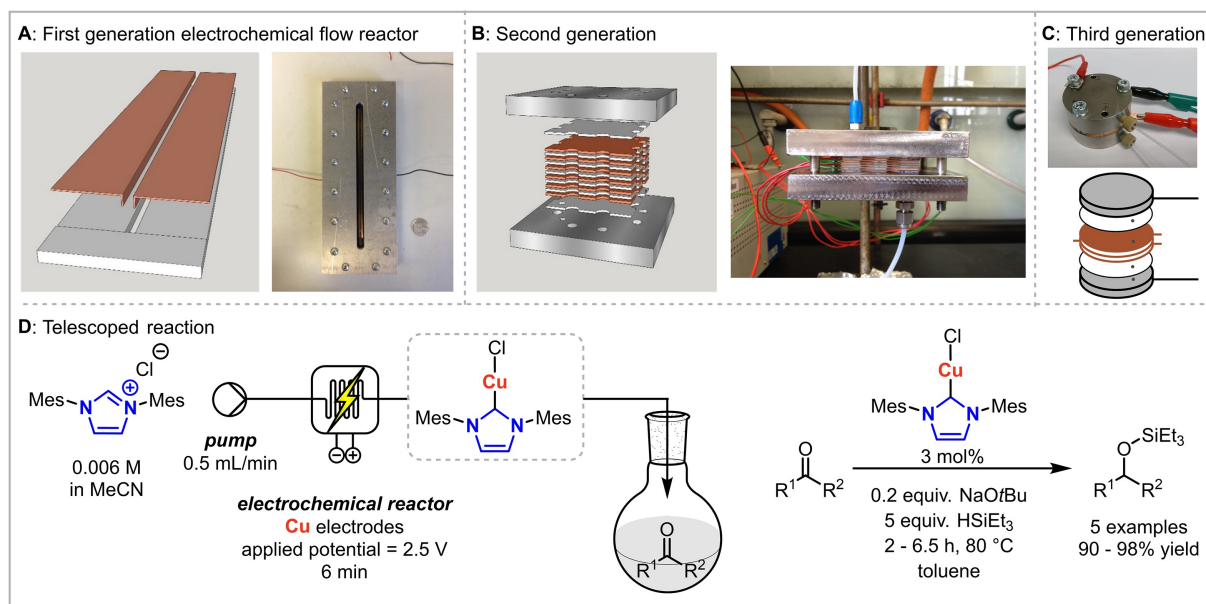 A: First generation electrochemical flow reactor
B: Second generation
C: Third generation
D: Telescoped reaction
Cl
⊖
Mes
N
⊕
N
Mes
0.006 M
in MeCN
pump
0.5 mL/min
⊖⊕
electrochemical reactor
Cu electrodes
applied potential = 2.5 V
6 min
Cl
Cu
Mes
N
N
Mes
O
R1
R2
O
R1
R2
Cl
Cu
Mes
N
N
Mes
3 mol%
0.2 equiv. NaOtBu
5 equiv. HSiEt3
2 - 6.5 h, 80 °C
toluene
O
SiEt3
R1
R2
5 examples
90 - 98% yield